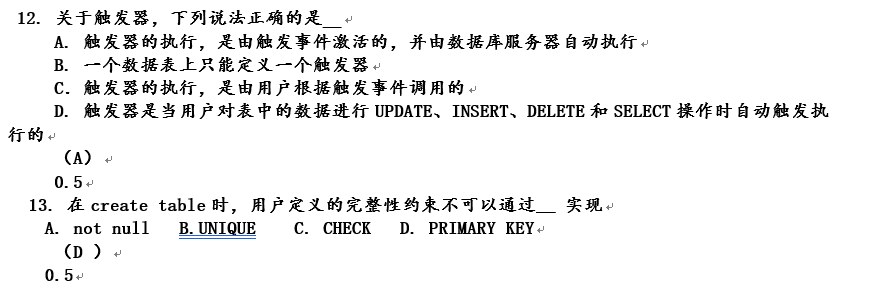 12. 关于触发器，下列说法正确的是__
A. 触发器的执行，是由触发事件激活的，并由数据库服务器自动执行
B. 一个数据表上只能定义一个触发器
C. 触发器的执行，是由用户根据触发事件调用的
D. 触发器是当用户对表中的数据进行 UPDATE、INSERT、DELETE 和 SELECT 操作时自动触发执
行的
（A）
0.5
13. 在 create table 时，用户定义的完整性约束不可以通过__ 实现
A. not null B.UNIQUE C. CHECK D. PRIMARY KEY
（D ）
0.5